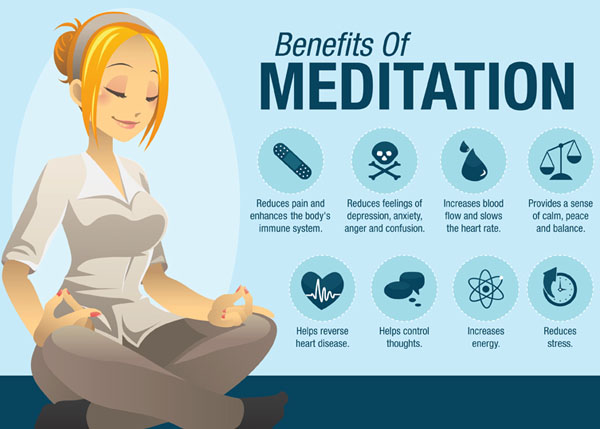 Benefits Of
MEDITATION
Reduces pain and
enhances the body's
immune system.
Reduces feelings of
depression, anxiety,
anger and confusion.
Increases blood
flow and slows
the heart rate.
Provides a sense
of calm, peace
and balance.
Helps reverse
heart disease.
Helps control
thoughts.
Increases
energy.
Reduces
stress.